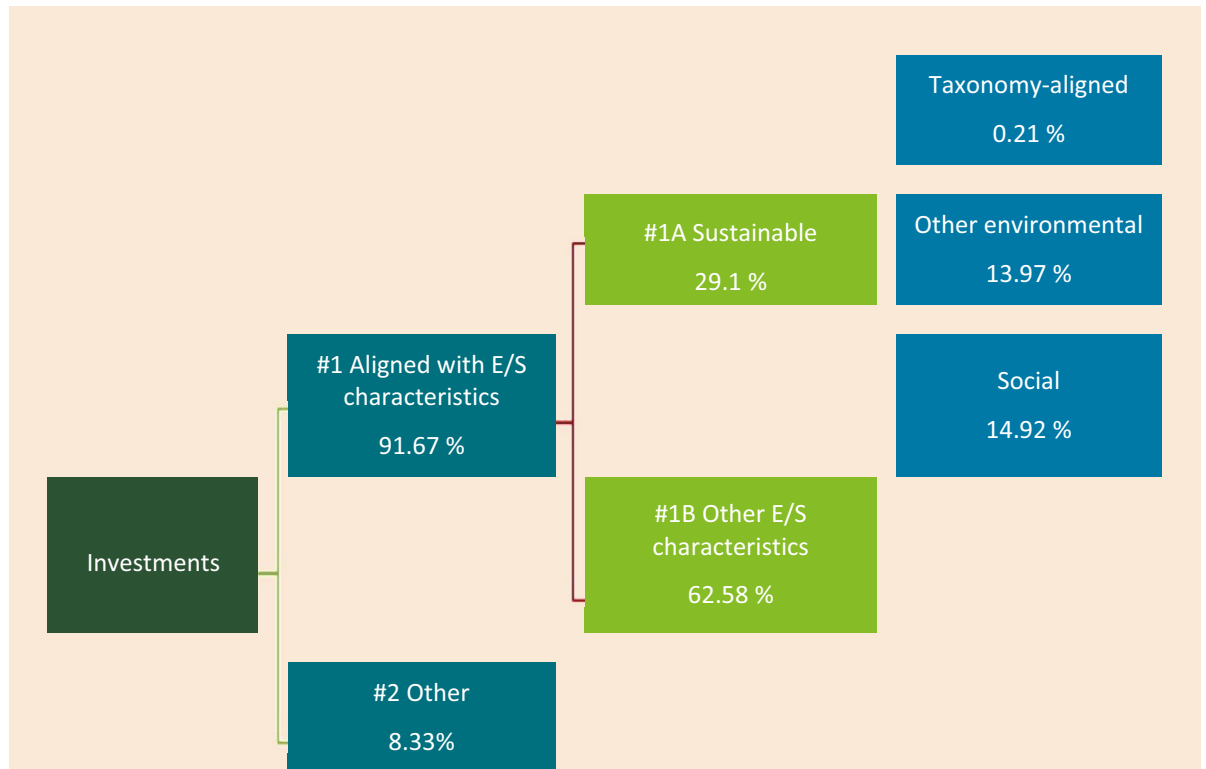 Taxonomy-aligned
0.21 %
#1A Sustainable
29.1 %
Other environmental
13.97 %
#1 Aligned with E/S
characteristics
91.67 %
Social
14.92 %
Investments
#1B Other E/S
characteristics
62.58 %
#2 Other
8.33%